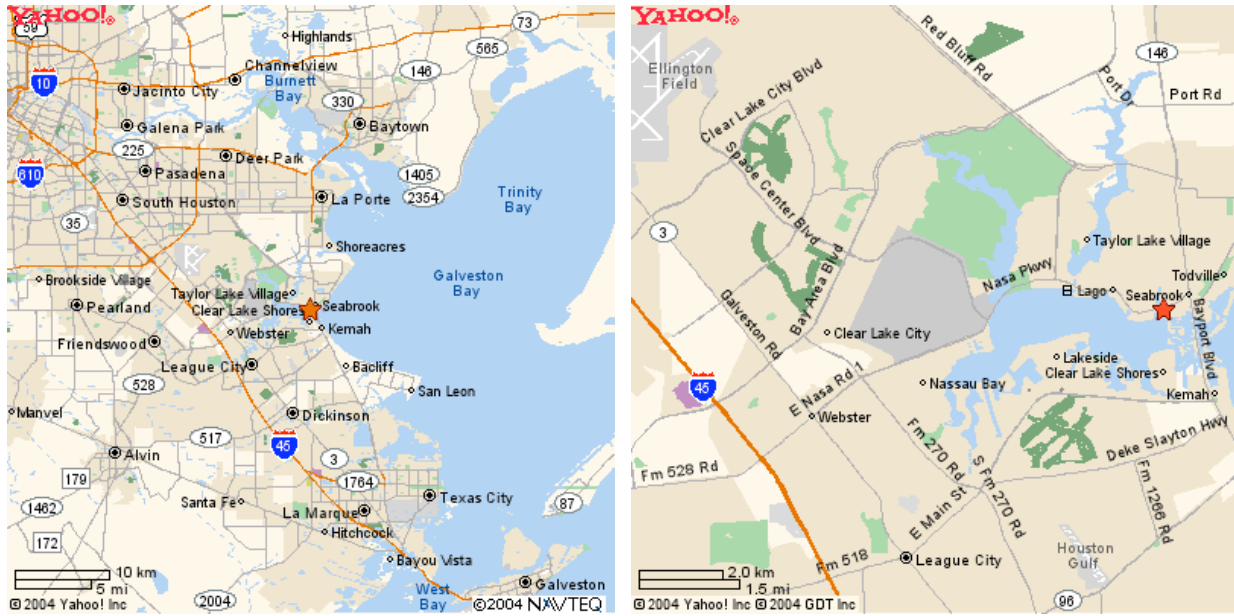 YAHOO!®
59
Highlands
73
565
Channelview
Burnett
Bay
146
10
Jacinto City
330
Galena Park
Baytown
225
Deer Park
610
Pasadena
1405
2354
Trinity
Bay
South Houston
La Porte
35
Shoreacres
Galveston
Bay
Brookside Village
Taylor Lake Village
Pearland
Clear Lake Shores
Seabrook
Webster
Kemah
Friendswood
League City
Bacliff
528
San Leon
Manvel
Dickinson
517
45
Alvin
3
179
1764
Texas City
Santa Fe
87
1462
La Marque
Hitchcock
172
Bayou Vista
10 km
5 mi
West
Bay
Galveston
2004
© 2004 Yahoo! Inc
©2004 NAVTEQ
YAHOO!®
Red Bluff Rd
146
Ellington
Field
Clear Lake City Blvd
Port Dr
Port Rd
Space Center Blvd
3
Taylor Lake Village
Bay Area Blvd
Nasa Pkwy
Todville
El Lago
Seabrook
Galveston Rd
Clear Lake City
Bayport Blvd
Lakeside
Clear Lake Shores
45
E Nasa Rd 1
Nassau Bay
Kemah
Webster
Fm 270 Rd
Deke Slayton Hwy
Fm 528 Rd
S Fm 270 Rd
Fm 1266 Rd
E Main St
Fm 518
League City
Houston
Gulf
2.0 km
1.5 mi
96
© 2004 Yahoo! Inc © 2004 GDT Inc